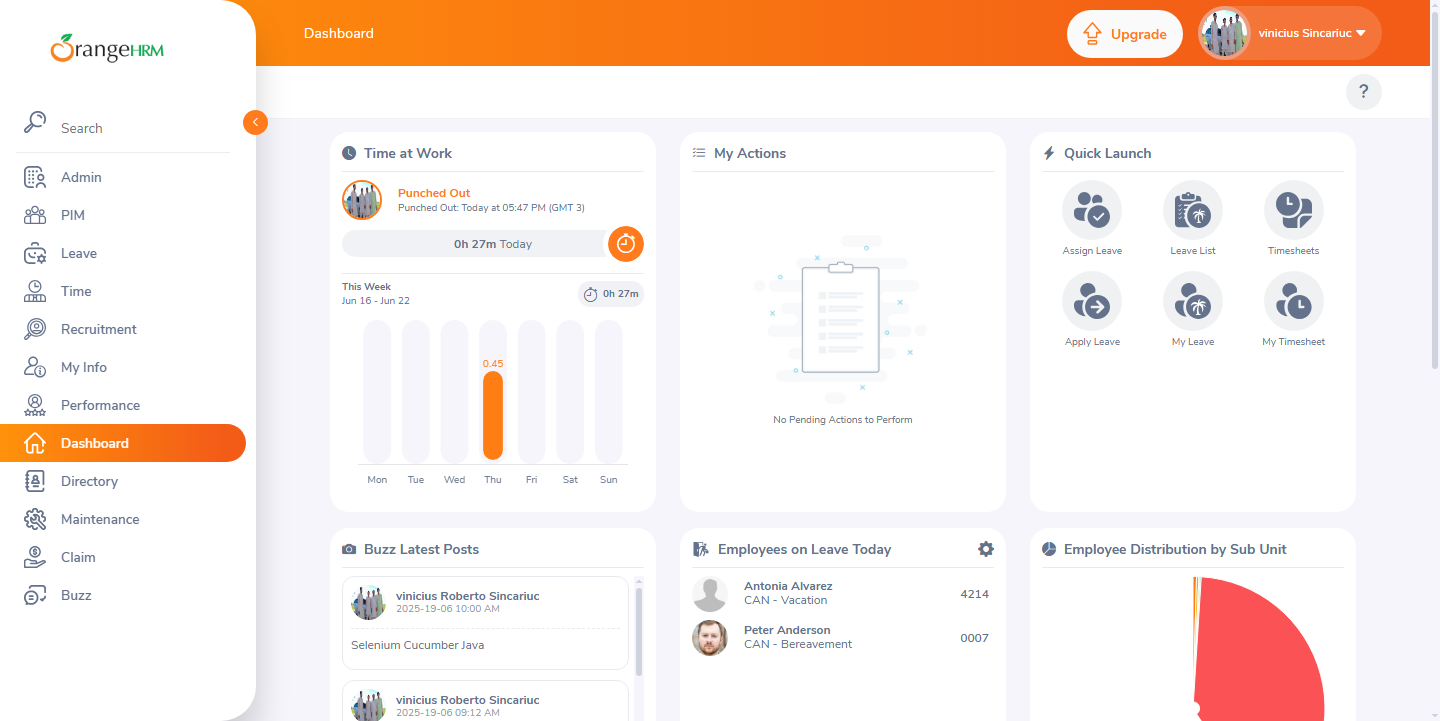 OrangeHRM
Search
Admin
PIM
Leave
Time
Recruitment
My Info
Performance
Dashboard
Directory
Maintenance
Claim
Buzz
Dashboard
Upgrade
vinicius Sincariuc
?
Time at Work
Punched Out
Punched Out: Today at 05:47 PM (GMT 3)
0h 27m Today
This Week
Jun 16 - Jun 22
0h 27m
0.45
Mon Tue Wed Thu Fri Sat Sun
My Actions
No Pending Actions to Perform
Quick Launch
Assign Leave Leave List Timesheets
Apply Leave My Leave My Timesheet
Buzz Latest Posts
vinicius Roberto Sincariuc
2025-19-06 10:00 AM
Selenium Cucumber Java
vinicius Roberto Sincariuc
2025-19-06 09:12 AM
Employees on Leave Today
Antonia Alvarez
CAN - Vacation
4214
Peter Anderson
CAN - Bereavement
0007
Employee Distribution by Sub Unit